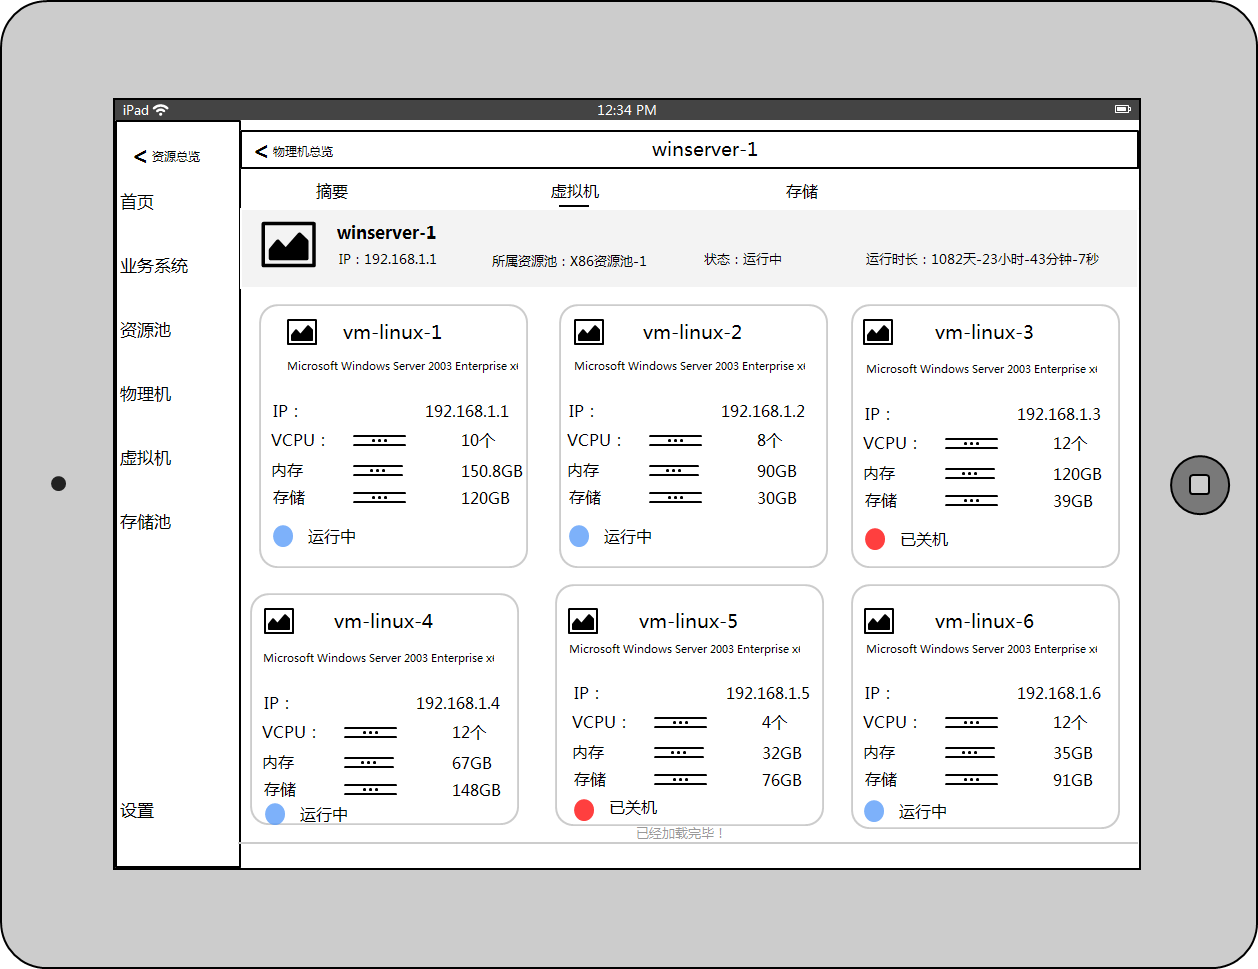 iPad
12:34 PM
< 资源总览
首页
业务系统
资源池
物理机
虚拟机
存储池
设置
< 物理机总览
winserver-1
摘要
虚拟机
存储
winserver-1
IP：192.168.1.1
所属资源池：X86资源池-1
状态：运行中
运行时长：1082天-23小时-43分钟-7秒
vm-linux-1
Microsoft Windows Server 2003 Enterprise x
IP： 192.168.1.1
VCPU： 10个
内存 150.8GB
存储 120GB
运行中
vm-linux-2
Microsoft Windows Server 2003 Enterprise x
IP： 192.168.1.2
VCPU： 8个
内存 90GB
存储 30GB
运行中
vm-linux-3
Microsoft Windows Server 2003 Enterprise x
IP： 192.168.1.3
VCPU： 12个
内存 120GB
存储 39GB
已关机
vm-linux-4
Microsoft Windows Server 2003 Enterprise x
IP： 192.168.1.4
VCPU： 12个
内存 67GB
存储 148GB
运行中
vm-linux-5
Microsoft Windows Server 2003 Enterprise x
IP： 192.168.1.5
VCPU： 4个
内存 32GB
存储 76GB
已关机
vm-linux-6
Microsoft Windows Server 2003 Enterprise x
IP： 192.168.1.6
VCPU： 12个
内存 35GB
存储 91GB
运行中
已经加载完毕！